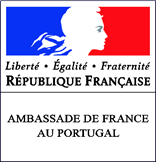 Liberté • Égalité • Fraternité
RÉPUBLIQUE FRANÇAISE
AMBASSADE DE FRANCE
AU PORTUGAL